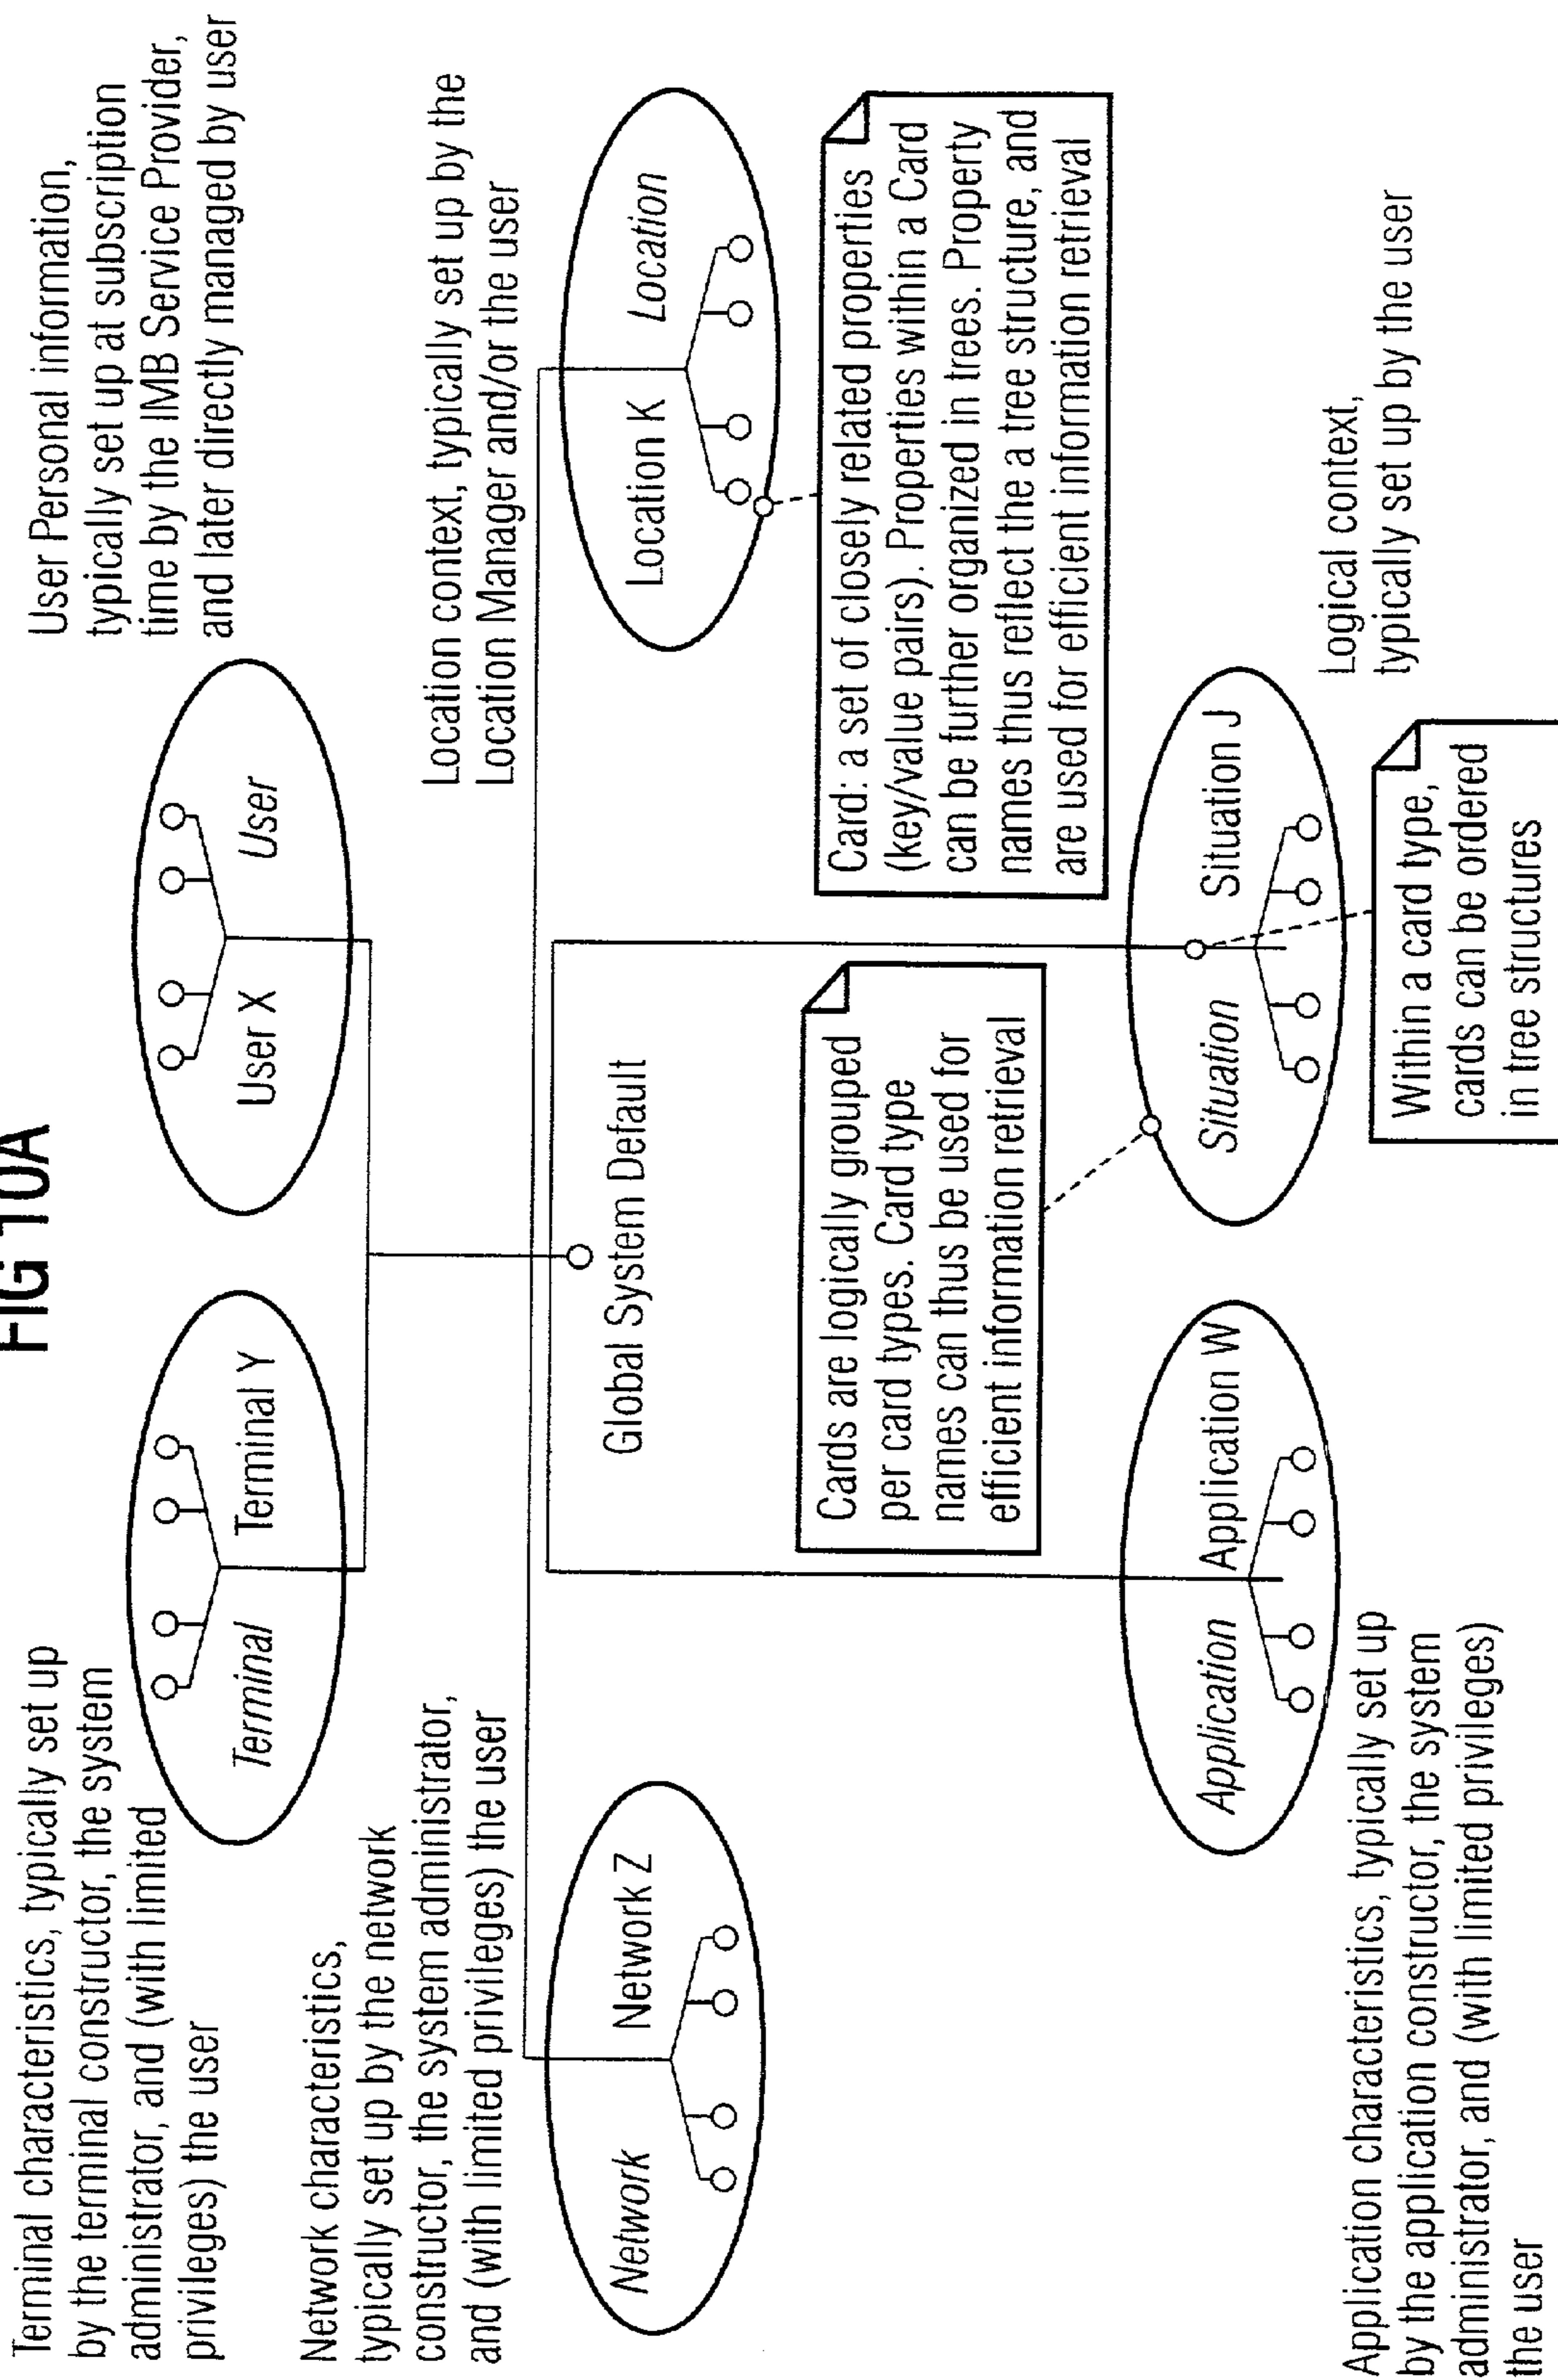 FIG 10A
Terminal characteristics, typically set up
by the terminal constructor, the system
administrator, and (with limited
privileges) the user
User Personal information,
typically set up at subscription
time by the IMB Service Provider,
and later directly managed by user
Terminal
Terminal Y
User X
User
Network characteristics,
typically set up by the network
constructor, the system administrator,
and (with limited privileges) the user
Location context, typically set up by the
Location Manager and/or the user
Network
Network Z
Global System Default
Location K
Location
Cards are logically grouped
per card types. Card type
names can thus be used for
efficient information retrieval
Card: a set of closely related properties
(key/value pairs). Properties within a Card
can be further organized in trees. Property
names thus reflect the a tree structure, and
are used for efficient information retrieval
Application
Application W
Situation
Situation J
Application characteristics, typically set up
by the application constructor, the system
administrator, and (with limited privileges)
the user
Within a card type,
cards can be ordered
in tree structures
Logical context,
typically set up by the user